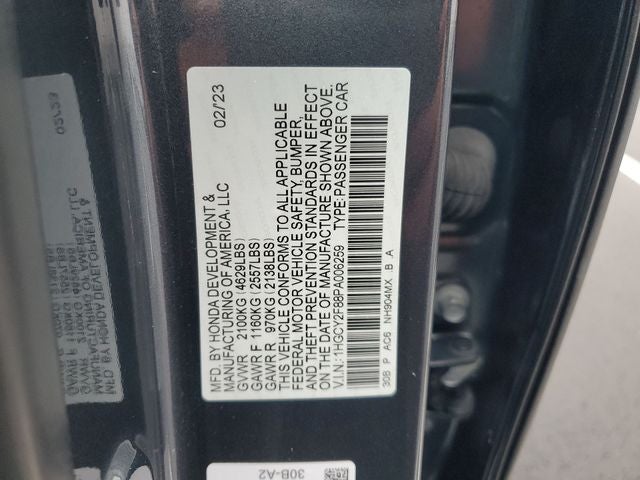 MFD. BY HONDA DEVELOPMENT & 02/23
MANUFACTURING OF AMERICA, LLC
GVWR 2100KG (4629LBS)
GAWR F 1160KG (2557LBS)
GAWR R 970KG (2138LBS)
THIS VEHICLE CONFORMS TO ALL APPLICABLE
FEDERAL MOTOR VEHICLE SAFETY, BUMPER,
AND THEFT PREVENTION STANDARDS IN EFFECT
ON THE DATE OF MANUFACTURE SHOWN ABOVE.
V.I.N.:1HGCY2F88PA006259 TYPE:PASSENGER CAR
30B P AC6 NH904MX B A
30B-A2